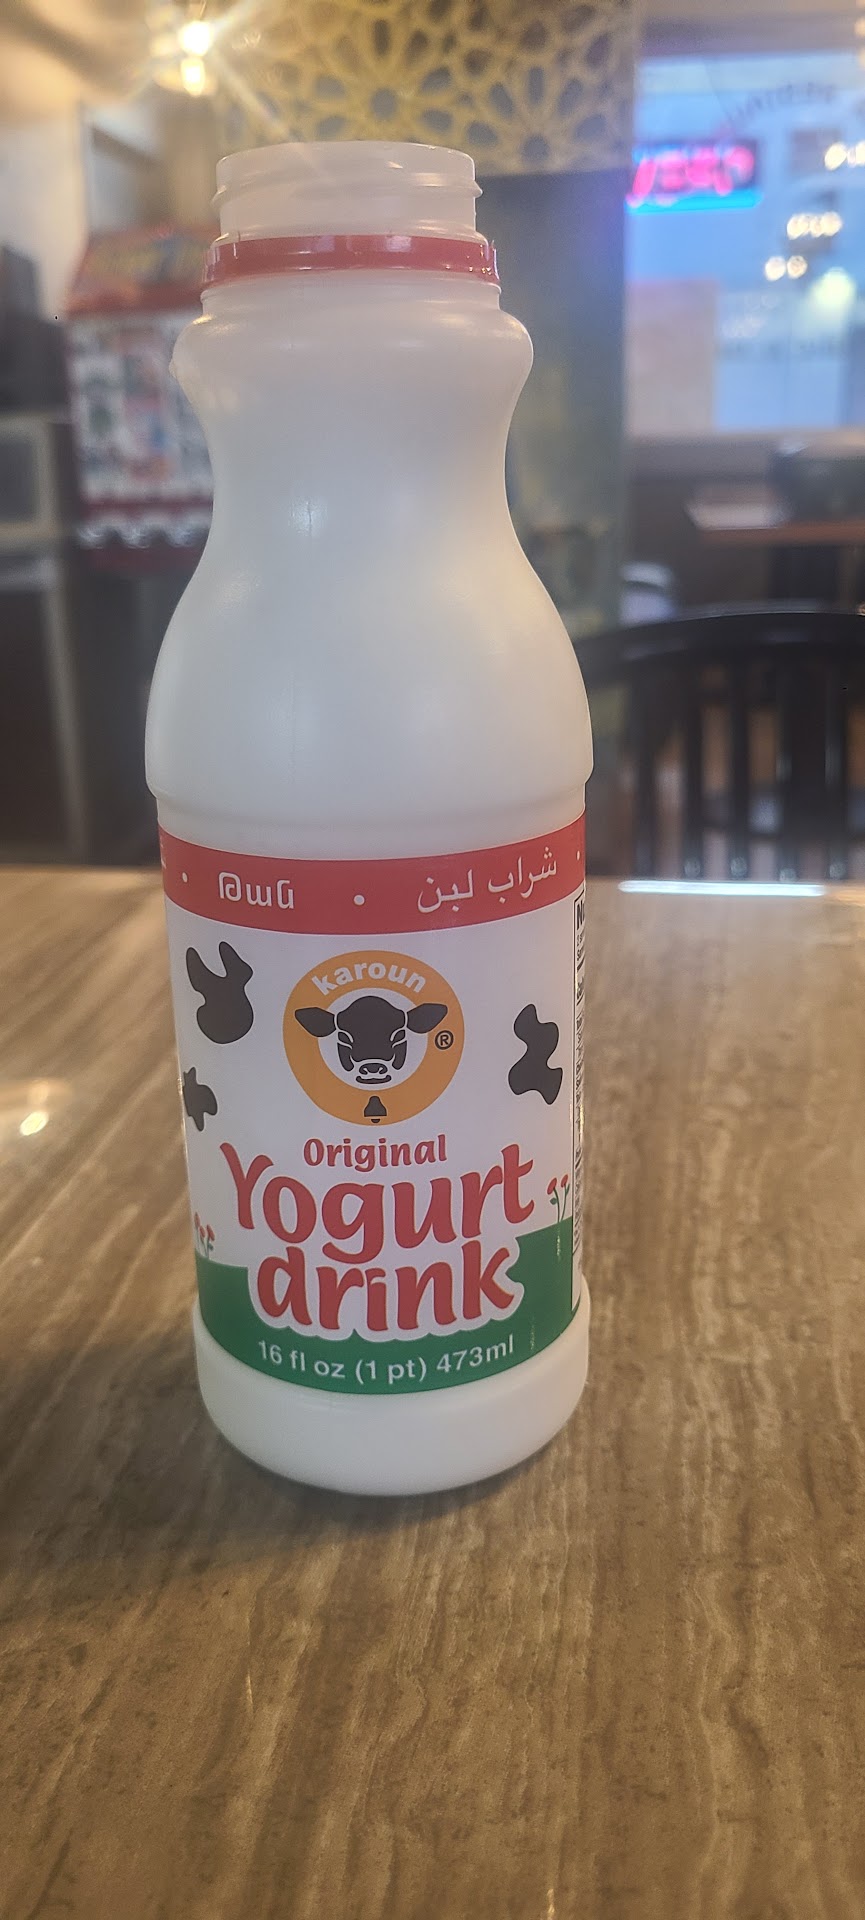 Թան • شراب لبن •
karoun
®
Original
Yogurt
drink
16 fl oz (1 pt) 473ml